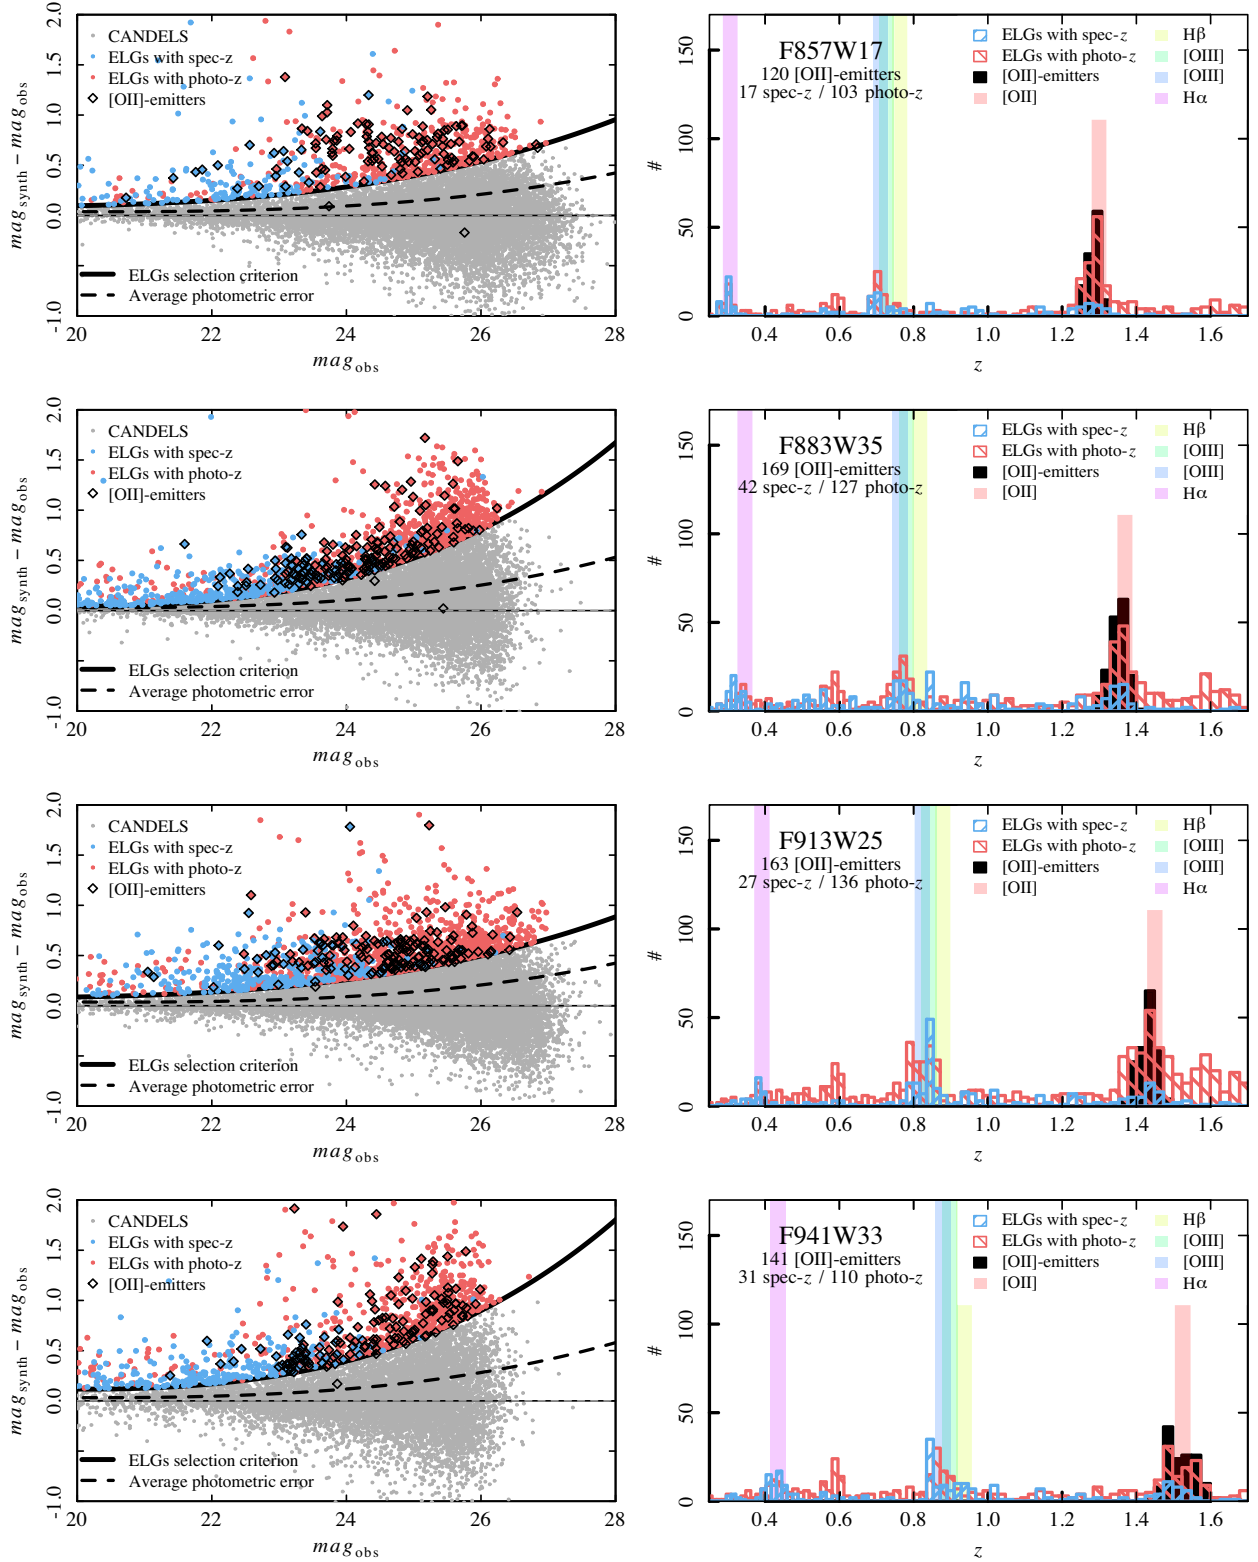 2.0
1.5
1.0
0.5
0.0
-1.0
mag_synth − mag_obs
CANDELS
ELGs with spec-z
ELGs with photo-z
[OII]-emitters
ELGs selection criterion
Average photometric error
20 22 24 26 28
mag_obs
150
100
50
0
#
F857W17
120 [OII]-emitters
17 spec-z / 103 photo-z
ELGs with spec-z
ELGs with photo-z
[OII]-emitters
[OII]
Hβ
[OIII]
[OIII]
Hα
0.4 0.6 0.8 1.0 1.2 1.4 1.6
z
2.0
1.5
1.0
0.5
0.0
-1.0
mag_synth − mag_obs
CANDELS
ELGs with spec-z
ELGs with photo-z
[OII]-emitters
ELGs selection criterion
Average photometric error
20 22 24 26 28
mag_obs
150
100
50
0
#
F883W35
169 [OII]-emitters
42 spec-z / 127 photo-z
ELGs with spec-z
ELGs with photo-z
[OII]-emitters
[OII]
Hβ
[OIII]
[OIII]
Hα
0.4 0.6 0.8 1.0 1.2 1.4 1.6
z
2.0
1.5
1.0
0.5
0.0
-1.0
mag_synth − mag_obs
CANDELS
ELGs with spec-z
ELGs with photo-z
[OII]-emitters
ELGs selection criterion
Average photometric error
20 22 24 26 28
mag_obs
150
100
50
0
#
F913W25
163 [OII]-emitters
27 spec-z / 136 photo-z
ELGs with spec-z
ELGs with photo-z
[OII]-emitters
[OII]
Hβ
[OIII]
[OIII]
Hα
0.4 0.6 0.8 1.0 1.2 1.4 1.6
z
2.0
1.5
1.0
0.5
0.0
-1.0
mag_synth − mag_obs
CANDELS
ELGs with spec-z
ELGs with photo-z
[OII]-emitters
ELGs selection criterion
Average photometric error
20 22 24 26 28
mag_obs
150
100
50
0
#
F941W33
141 [OII]-emitters
31 spec-z / 110 photo-z
ELGs with spec-z
ELGs with photo-z
[OII]-emitters
[OII]
Hβ
[OIII]
[OIII]
Hα
0.4 0.6 0.8 1.0 1.2 1.4 1.6
z